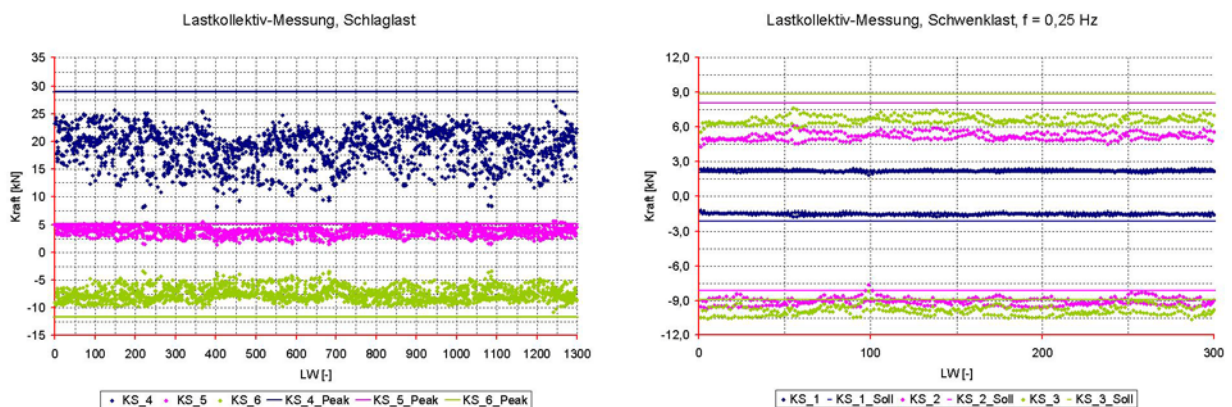 Lastkollektiv-Messung, Schlaglast
35
30
25
20
15
10
5
0
-5
-10
-15
Kraft [kN]
0 100 200 300 400 500 600 700 800 900 1000 1100 1200 1300
LW [-]
KS_4 KS_5 KS_6 KS_4_Peak KS_5_Peak KS_6_Peak
Lastkollektiv-Messung, Schwenklast, f = 0,25 Hz
12,0
9,0
6,0
3,0
0,0
-3,0
-6,0
-9,0
-12,0
Kraft [kN]
0 100 200 300
LW [-]
KS_1 KS_1_Soll KS_2 KS_2_Soll KS_3 KS_3_Soll